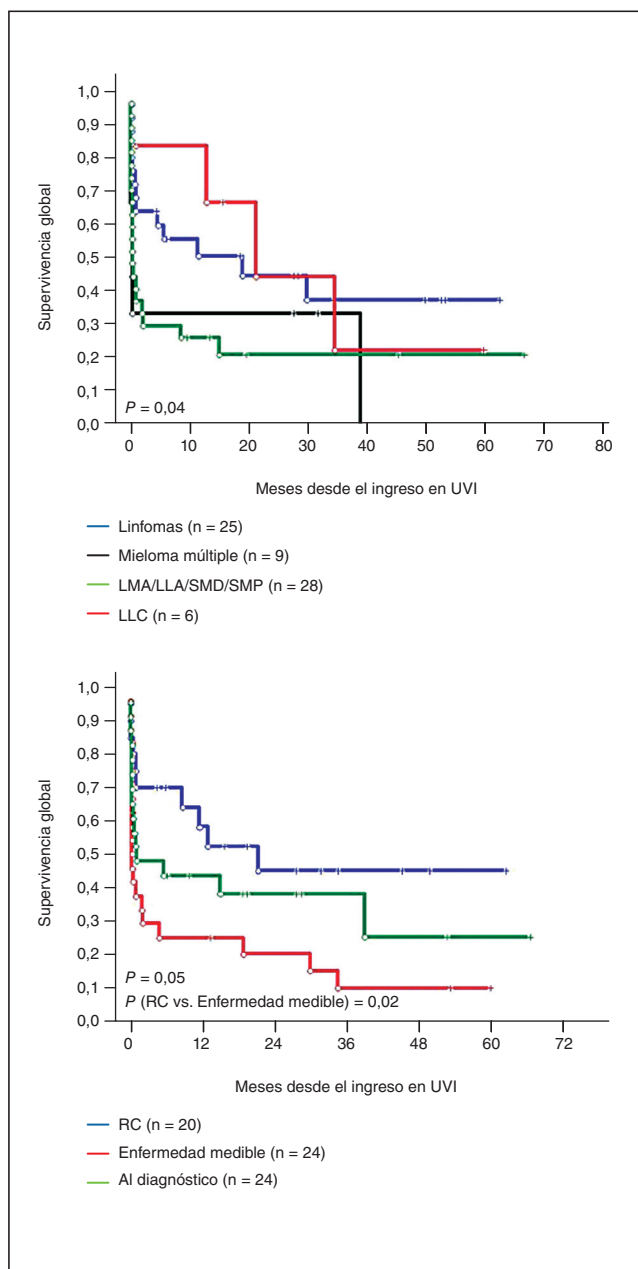 1,0
0,9
0,8
0,7
0,6
0,5
0,4
0,3
0,2
0,1
0,0
Supervivencia global
P = 0,04
0 10 20 30 40 50 60 70 80
Meses desde el ingreso en UVI
Linfomas (n = 25)
Mieloma múltiple (n = 9)
LMA/LLA/SMD/SMP (n = 28)
LLC (n = 6)
1,0
0,9
0,8
0,7
0,6
0,5
0,4
0,3
0,2
0,1
0,0
Supervivencia global
P = 0,05
P (RC vs. Enfermedad medible) = 0,02
0 12 24 36 48 60 72
Meses desde el ingreso en UVI
RC (n = 20)
Enfermedad medible (n = 24)
Al diagnóstico (n = 24)